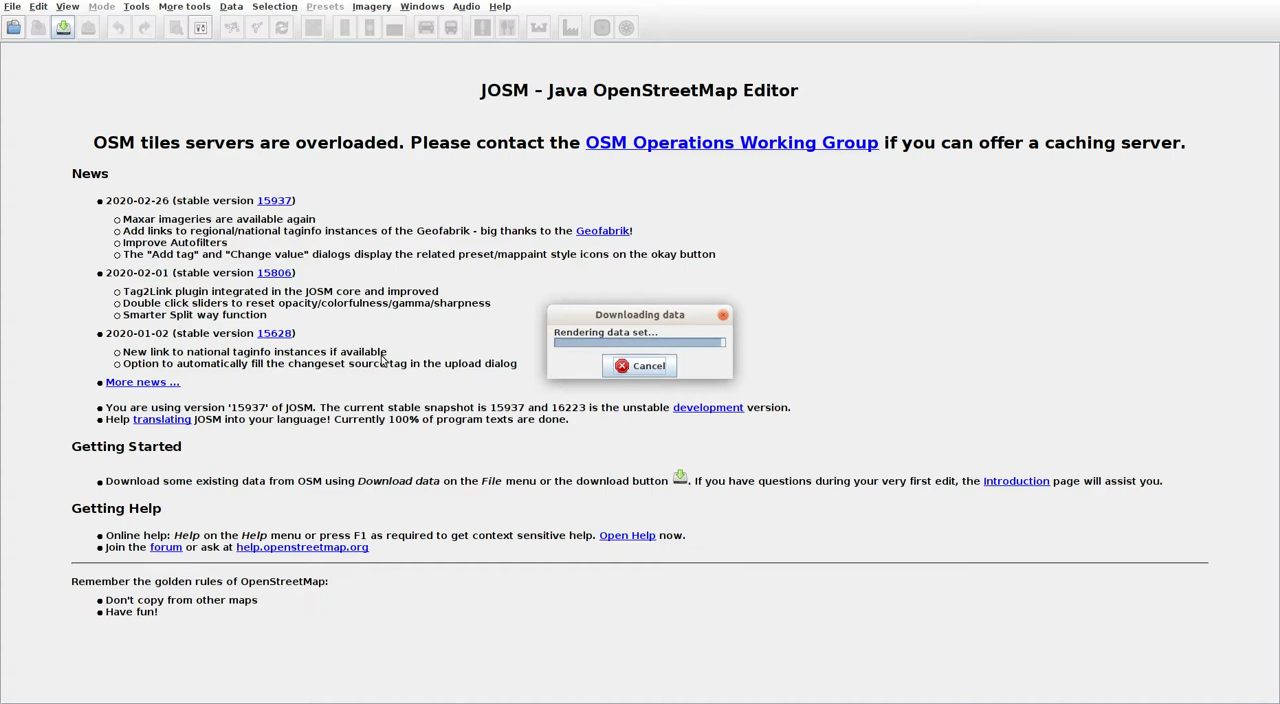 File Edit View Mode Tools More tools Data Selection Presets Imagery Windows Audio Help
JOSM – Java OpenStreetMap Editor
OSM tiles servers are overloaded. Please contact the OSM Operations Working Group if you can offer a caching server.
News
2020-02-26 (stable version 15937)
Maxar imageries are available again
Add links to regional/national taginfo instances of the Geofabrik - big thanks to the Geofabrik!
Improve Autofilters
The "Add tag" and "Change value" dialogs display the related preset/mappaint style icons on the okay button
2020-02-01 (stable version 15806)
Tag2Link plugin integrated in the JOSM core and improved
Double click sliders to reset opacity/colorfulness/gamma/sharpness
Smarter Split way function
2020-01-02 (stable version 15628)
New link to national taginfo instances if available
Option to automatically fill the changeset source tag in the upload dialog
More news ...
Downloading data
Rendering data set...
Cancel
You are using version '15937' of JOSM. The current stable snapshot is 15937 and 16223 is the unstable development version.
Help translating JOSM into your language! Currently 100% of program texts are done.
Getting Started
Download some existing data from OSM using Download data on the File menu or the download button . If you have questions during your very first edit, the Introduction page will assist you.
Getting Help
Online help: Help on the Help menu or press F1 as required to get context sensitive help. Open Help now.
Join the forum or ask at help.openstreetmap.org
Remember the golden rules of OpenStreetMap:
Don't copy from other maps
Have fun!